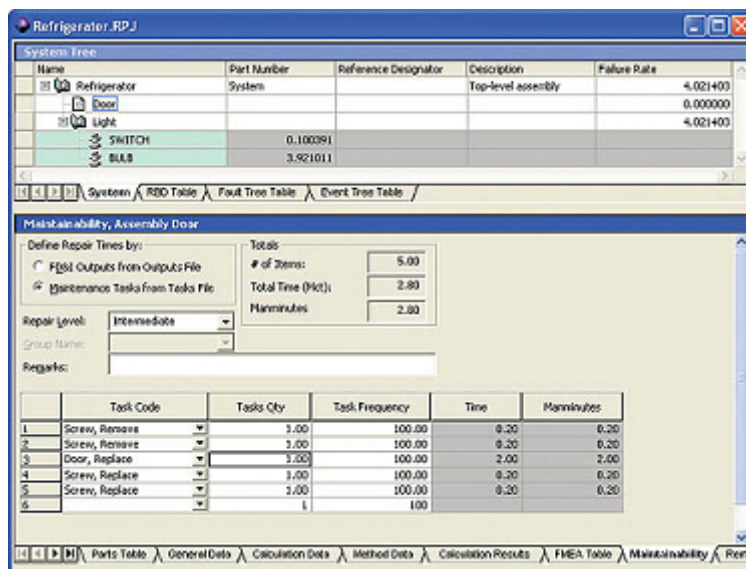 Refrigerator.RPJ
System Tree
Name Part Number Reference Designator Description Failure Rate
Refrigerator System Top-level assembly 4.021403
Door 0.000000
Light 4.021403
SWITCH 0.100391
BULB 3.921011
System RBD Table Fault Tree Table Event Tree Table
Maintainability, Assembly Door
Define Repair Times by: Totals
FD&I Outputs from Outputs File # of Items: 5.00
Maintenance Tasks from Tasks File Total Time (Mct): 2.80
Manminutes 2.80
Repair Level: Intermediate
Group Name:
Remarks:
Task Code Tasks Qty Task Frequency Time Manminutes
1 Screw, Remove 1.00 100.00 0.20 0.20
2 Screw, Remove 1.00 100.00 0.20 0.20
3 Door, Replace 1.00 100.00 2.00 2.00
4 Screw, Replace 1.00 100.00 0.20 0.20
5 Screw, Replace 1.00 100.00 0.20 0.20
6 1 100
Parts Table General Data Calculation Data Method Data Calculation Results FMEA Table Maintainability Rem